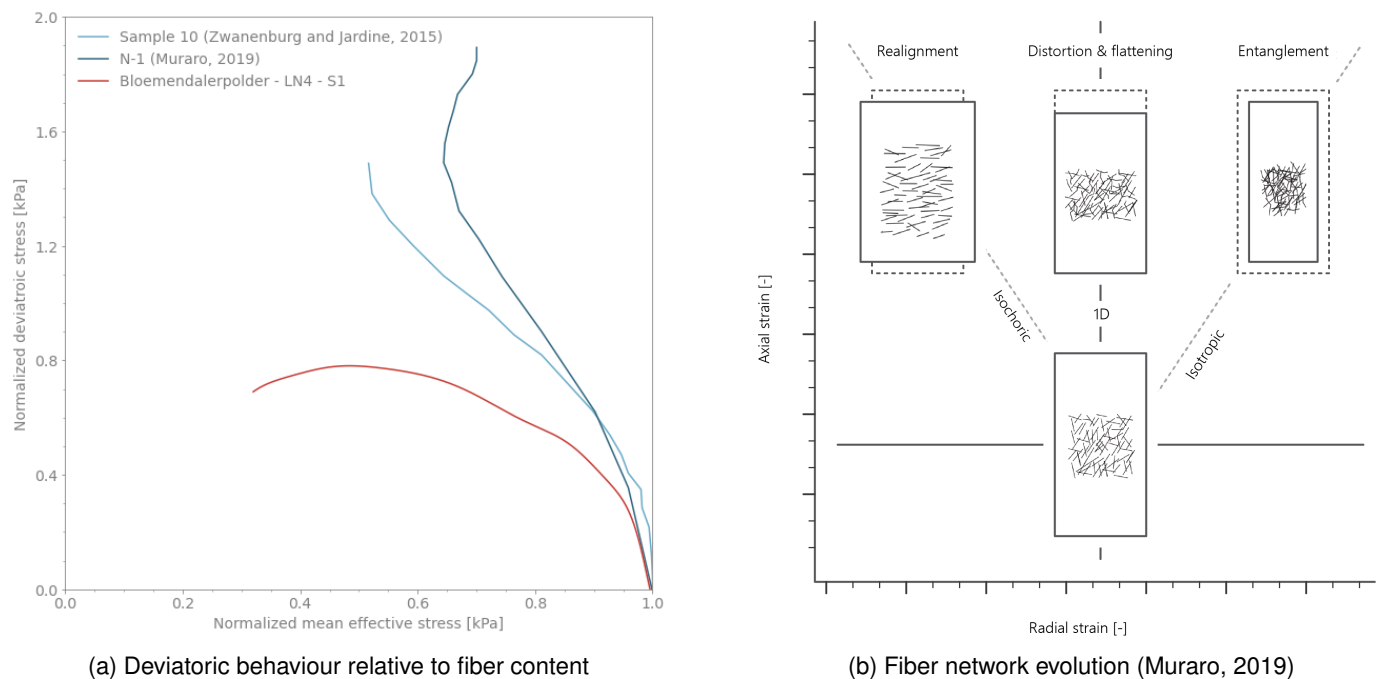 2.0
1.6
1.2
0.8
0.4
0.0
Normalized deviatroic stress [kPa]
Sample 10 (Zwanenburg and Jardine, 2015)
N-1 (Muraro, 2019)
Bloemendalerpolder - LN4 - S1
0.0 0.2 0.4 0.6 0.8 1.0
Normalized mean effective stress [kPa]
(a) Deviatoric behaviour relative to fiber content
Axial strain [-]
Realignment Distortion & flattening Entanglement
Isochoric 1D Isotropic
Radial strain [-]
(b) Fiber network evolution (Muraro, 2019)